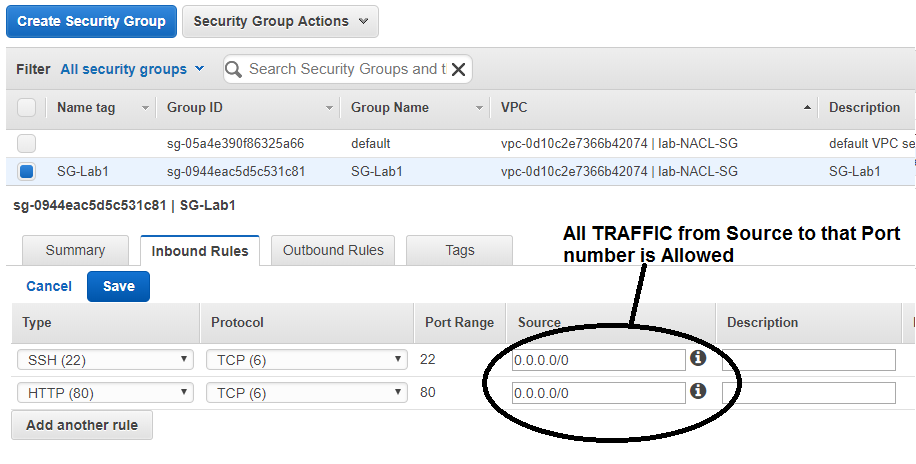 Create Security Group Security Group Actions
Filter All security groups Search Security Groups and t
Name tag Group ID Group Name VPC Description
sg-05a4e390f86325a66 default vpc-0d10c2e7366b42074 | lab-NACL-SG default VPC se
SG-Lab1 sg-0944eac5d5c531c81 SG-Lab1 vpc-0d10c2e7366b42074 | lab-NACL-SG SG-Lab1
sg-0944eac5d5c531c81 | SG-Lab1
All TRAFFIC from Source to that Port
number is Allowed
Summary Inbound Rules Outbound Rules Tags
Cancel Save
Type Protocol Port Range Source Description
SSH (22) TCP (6) 22 0.0.0.0/0
HTTP (80) TCP (6) 80 0.0.0.0/0
Add another rule